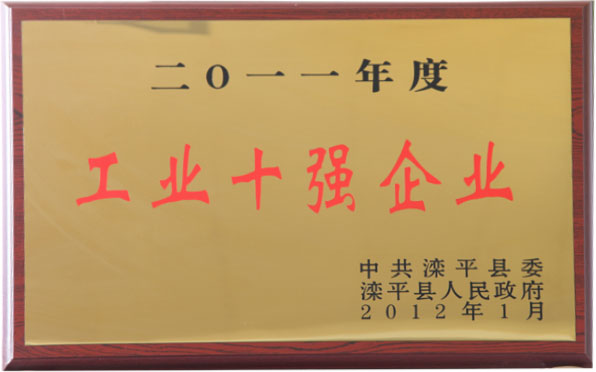 二〇一一年度
工业十强企业
中共滦平县委
滦平县人民政府
2012年1月